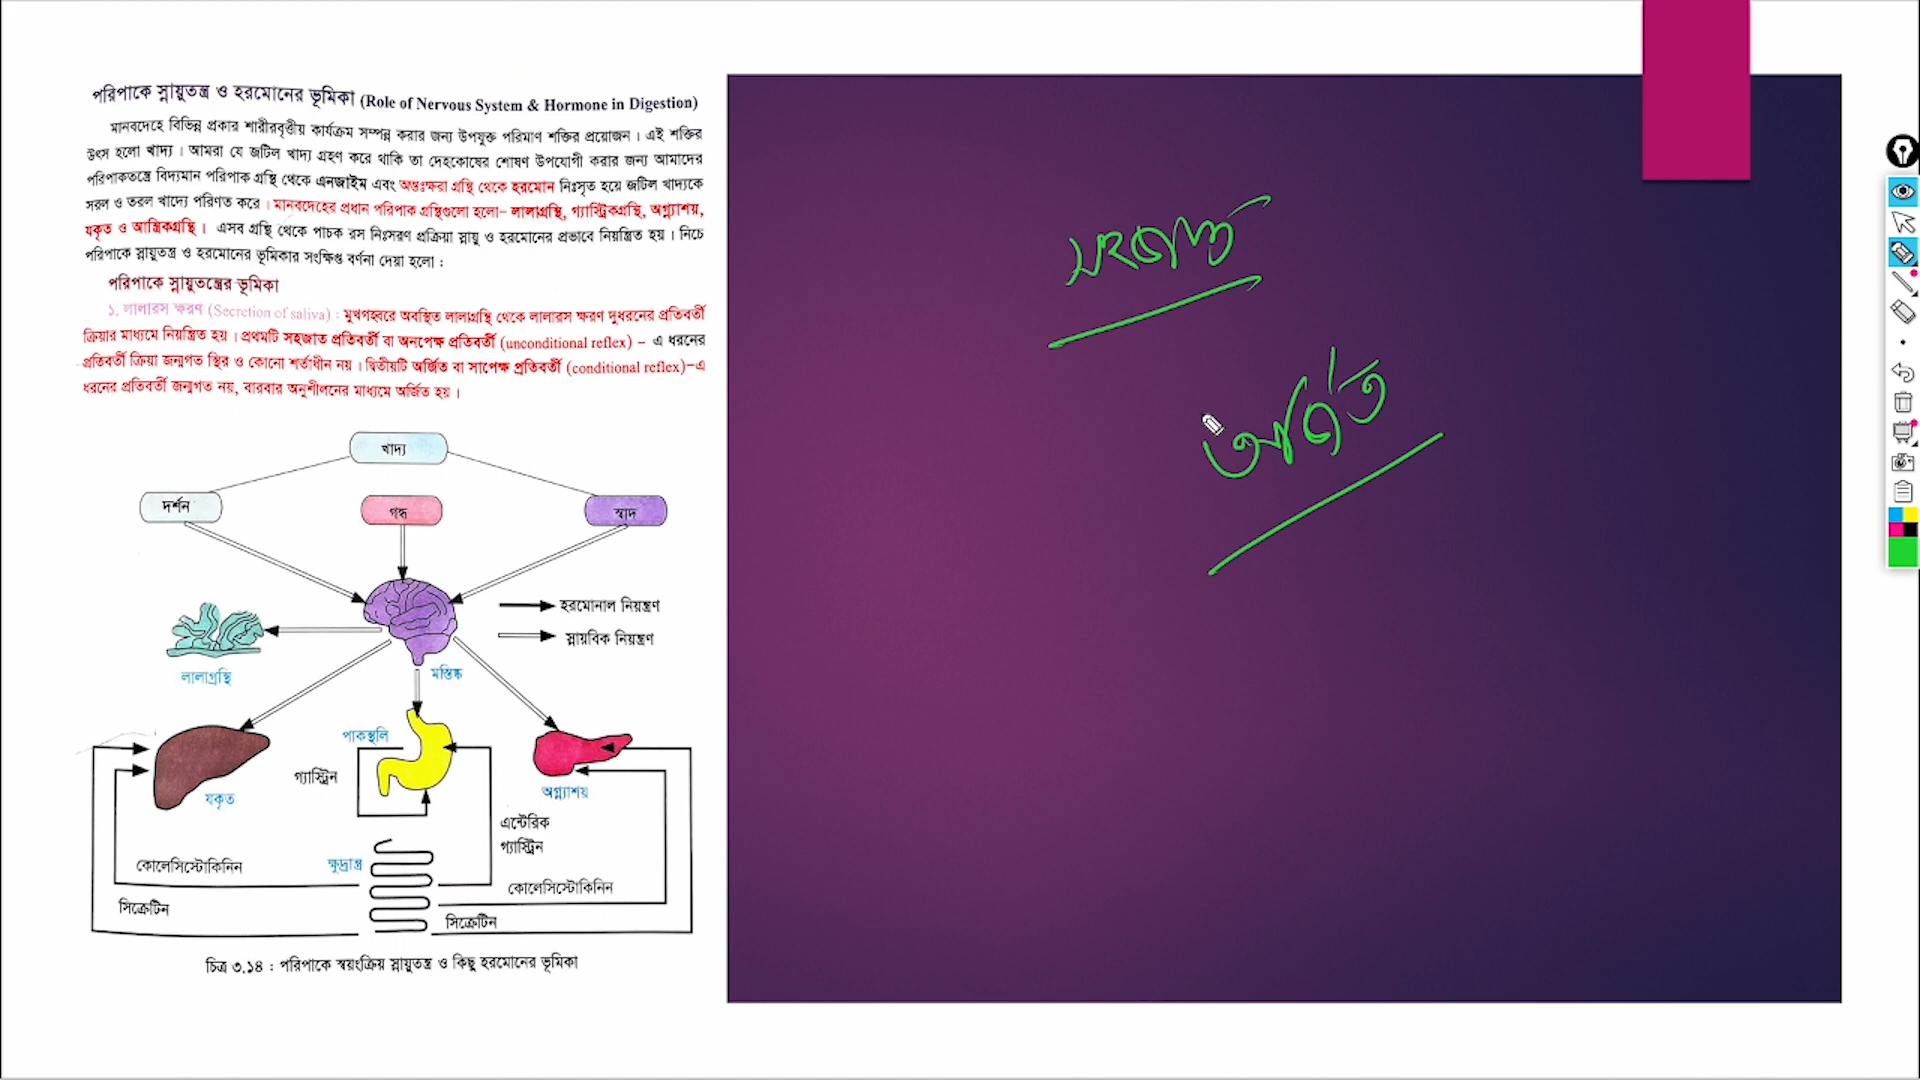 পরিপাকে স্নায়ুতন্ত্র ও হরমোনের ভূমিকা (Role of Nervous System & Hormone in Digestion)
মানবদেহে বিভিন্ন প্রকার শারীরবৃত্তীয় কার্যক্রম সম্পন্ন করার জন্য উপযুক্ত পরিমাণ শক্তির প্রয়োজন। এই শক্তির
উৎস হলো খাদ্য। আমরা যে জটিল খাদ্য গ্রহণ করে থাকি তা দেহকোষের শোষণ উপযোগী করার জন্য আমাদের
পরিপাকতন্ত্রে বিদ্যমান পরিপাক গ্রন্থি থেকে এনজাইম এবং অন্তঃক্ষরা গ্রন্থি থেকে হরমোন নিঃসৃত হয়ে জটিল খাদ্যকে
সরল ও তরল খাদ্যে পরিণত করে। মানবদেহের প্রধান পরিপাক গ্রন্থিগুলো হলো– লালাগ্রন্থি, গ্যাস্ট্রিকগ্রন্থি, অগ্ন্যাশয়,
যকৃত ও আন্ত্রিকগ্রন্থি। এসব গ্রন্থি থেকে পাচক রস নিঃসরণ প্রক্রিয়া স্নায়ু ও হরমোনের প্রভাবে নিয়ন্ত্রিত হয়। নিচে
পরিপাকে স্নায়ুতন্ত্র ও হরমোনের ভূমিকার সংক্ষিপ্ত বর্ণনা দেয়া হলো :
পরিপাকে স্নায়ুতন্ত্রের ভূমিকা
১. লালারস ক্ষরণ (Secretion of saliva) : মুখগহ্বরে অবস্থিত লালাগ্রন্থি থেকে লালারস ক্ষরণ দুধরনের প্রতিবর্তী
ক্রিয়ার মাধ্যমে নিয়ন্ত্রিত হয়। প্রথমটি সহজাত প্রতিবর্তী বা অনপেক্ষ প্রতিবর্তী (unconditional reflex) – এ ধরনের
প্রতিবর্তী ক্রিয়া জন্মগত স্থির ও কোনো শর্তাধীন নয়। দ্বিতীয়টি অর্জিত বা সাপেক্ষ প্রতিবর্তী (conditional reflex)–এ
ধরনের প্রতিবর্তী জন্মগত নয়, বারবার অনুশীলনের মাধ্যমে অর্জিত হয়।
খাদ্য
দর্শন
গন্ধ
স্বাদ
হরমোনাল নিয়ন্ত্রণ
স্নায়বিক নিয়ন্ত্রণ
লালাগ্রন্থি
মস্তিষ্ক
পাকস্থলি
গ্যাস্ট্রিন
যকৃত
অগ্ন্যাশয়
এন্টেরিক
গ্যাস্ট্রিন
কোলেসিস্টোকিনিন
ক্ষুদ্রান্ত্র
কোলেসিস্টোকিনিন
সিক্রেটিন
সিক্রেটিন
চিত্র ৩.১৪ : পরিপাকে স্বয়ংক্রিয় স্নায়ুতন্ত্র ও কিছু হরমোনের ভূমিকা
সহজাত
অর্জিত